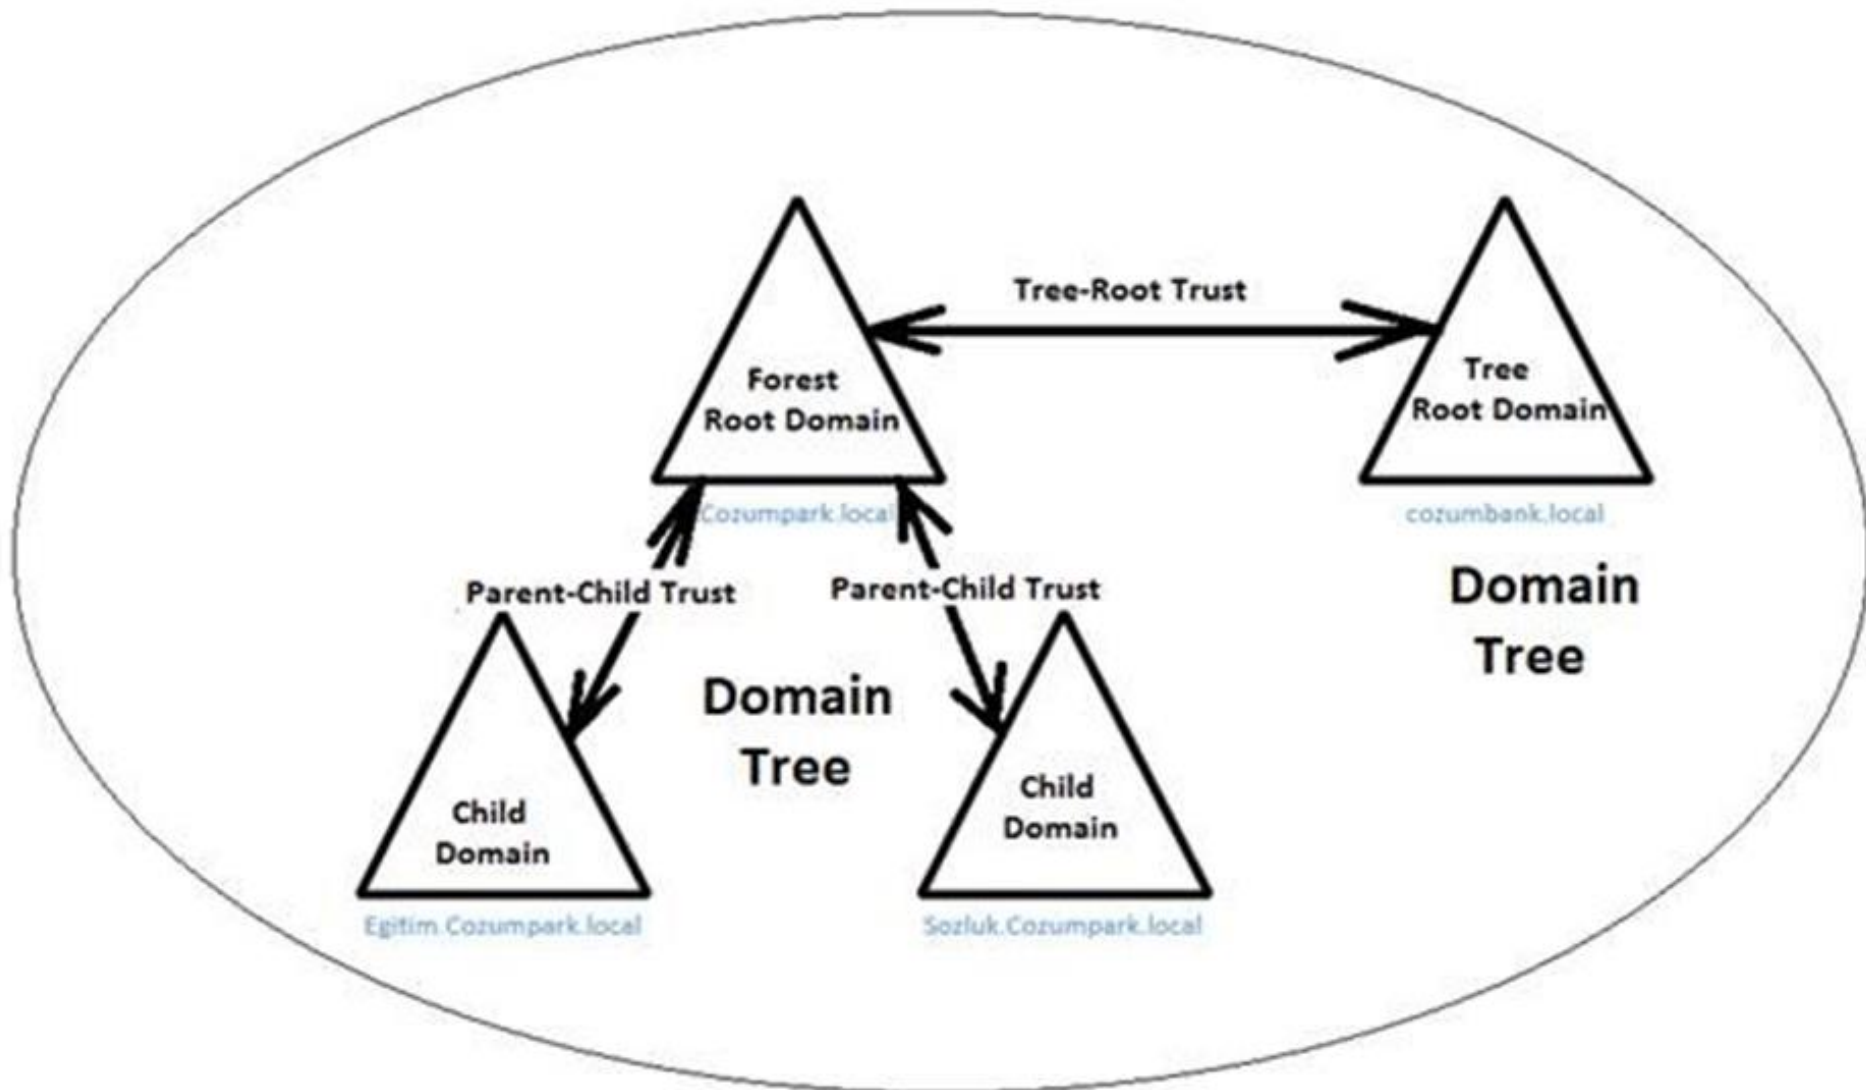 Tree-Root Trust
Forest
Root Domain
Tree
Root Domain
Cozumpark.local
cozumbank.local
Parent-Child Trust
Parent-Child Trust
Domain
Tree
Domain
Tree
Child
Domain
Child
Domain
Egitim.Cozumpark.local
Sozluk.Cozumpark.local